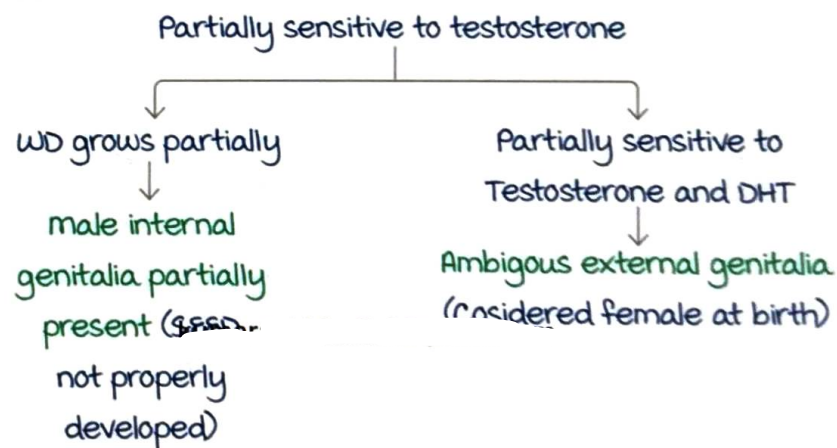 Partially sensitive to testosterone
WD grows partially
male internal
genitalia partially
present (
not properly
developed)
Partially sensitive to
Testosterone and DHT
Ambigous external genitalia
(Cosidered female at birth)